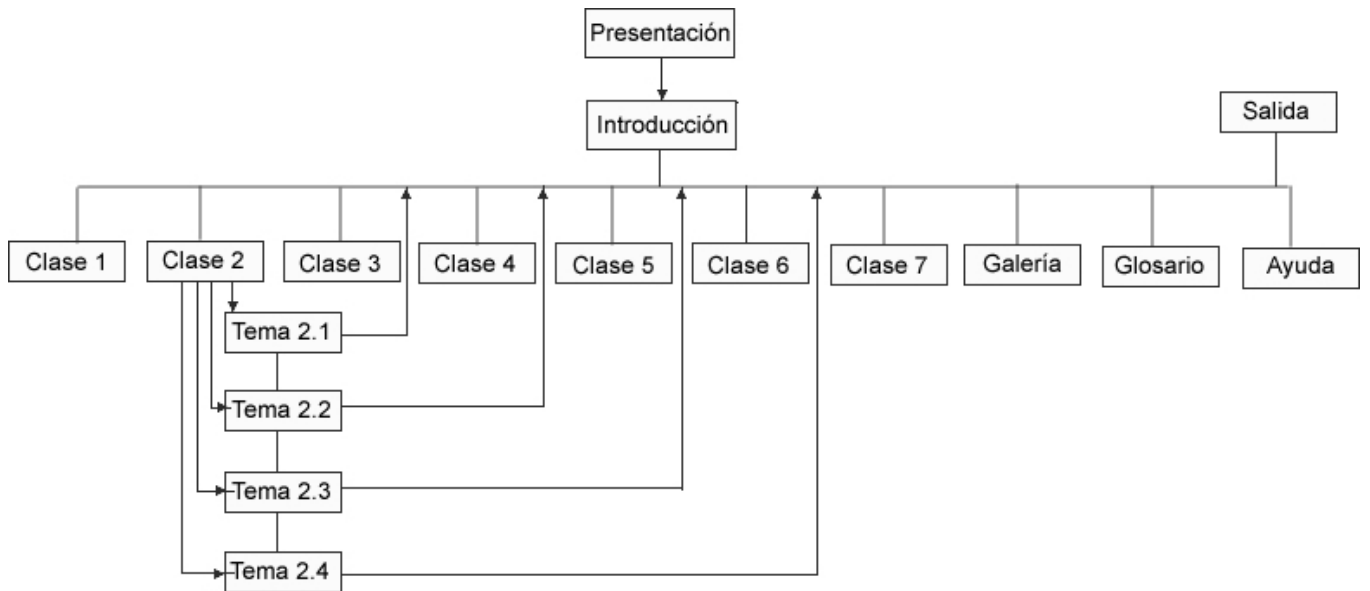 Presentación
Introducción
Salida
Clase 1
Clase 2
Clase 3
Clase 4
Clase 5
Clase 6
Clase 7
Galería
Glosario
Ayuda
Tema 2.1
Tema 2.2
Tema 2.3
Tema 2.4